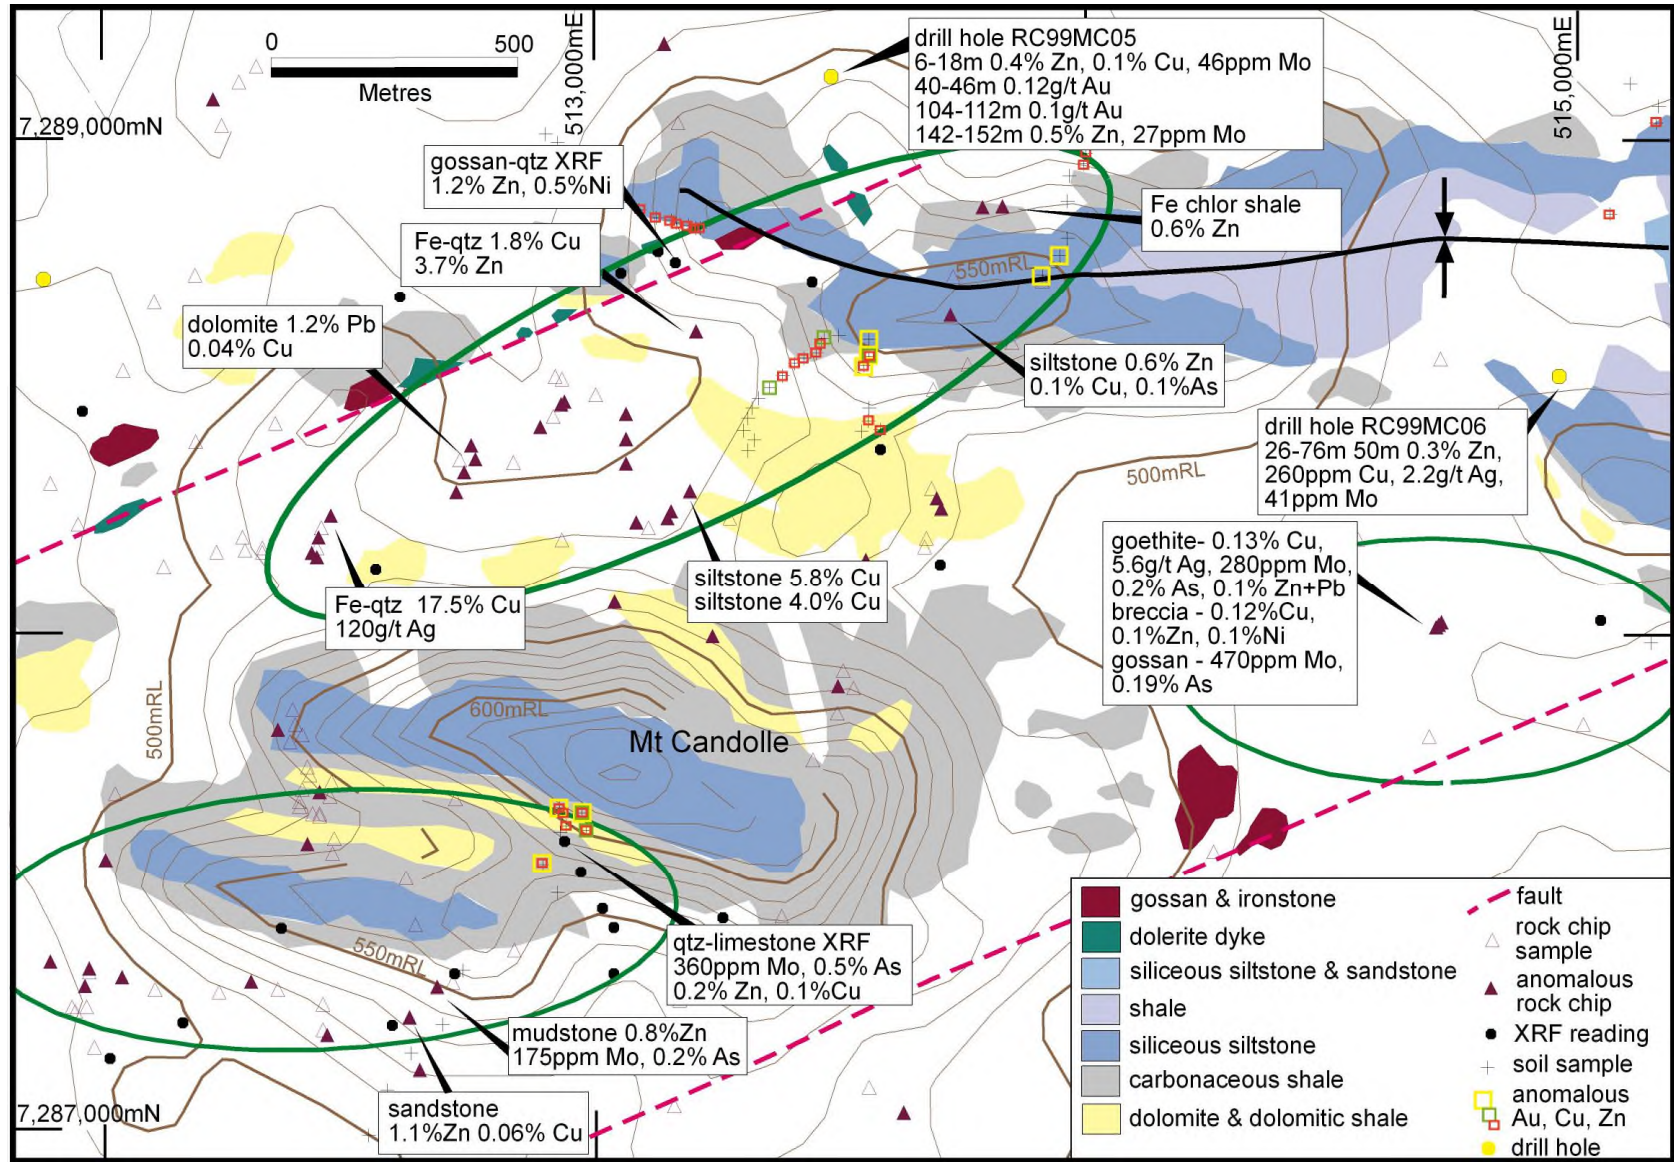 0 500
Metres
513,000mE
515,000mE
7,289,000mN
drill hole RC99MC05
6-18m 0.4% Zn, 0.1% Cu, 46ppm Mo
40-46m 0.12g/t Au
104-112m 0.1g/t Au
142-152m 0.5% Zn, 27ppm Mo
gossan-qtz XRF
1.2% Zn, 0.5%Ni
Fe-qtz 1.8% Cu
3.7% Zn
Fe chlor shale
0.6% Zn
550mRL
dolomite 1.2% Pb
0.04% Cu
siltstone 0.6% Zn
0.1% Cu, 0.1%As
drill hole RC99MC06
26-76m 50m 0.3% Zn,
260ppm Cu, 2.2g/t Ag,
41ppm Mo
500mRL
goethite- 0.13% Cu,
5.6g/t Ag, 280ppm Mo,
0.2% As, 0.1% Zn+Pb
breccia - 0.12%Cu,
0.1%Zn, 0.1%Ni
gossan - 470ppm Mo,
0.19% As
siltstone 5.8% Cu
siltstone 4.0% Cu
Fe-qtz 17.5% Cu
120g/t Ag
500mRL
600mRL
Mt Candolle
550mRL
qtz-limestone XRF
360ppm Mo, 0.5% As
0.2% Zn, 0.1%Cu
mudstone 0.8%Zn
175ppm Mo, 0.2% As
sandstone
1.1%Zn 0.06% Cu
7,287,000mN
gossan & ironstone
dolerite dyke
siliceous siltstone & sandstone
shale
siliceous siltstone
carbonaceous shale
dolomite & dolomitic shale
fault
rock chip
sample
anomalous
rock chip
XRF reading
soil sample
anomalous
Au, Cu, Zn
drill hole